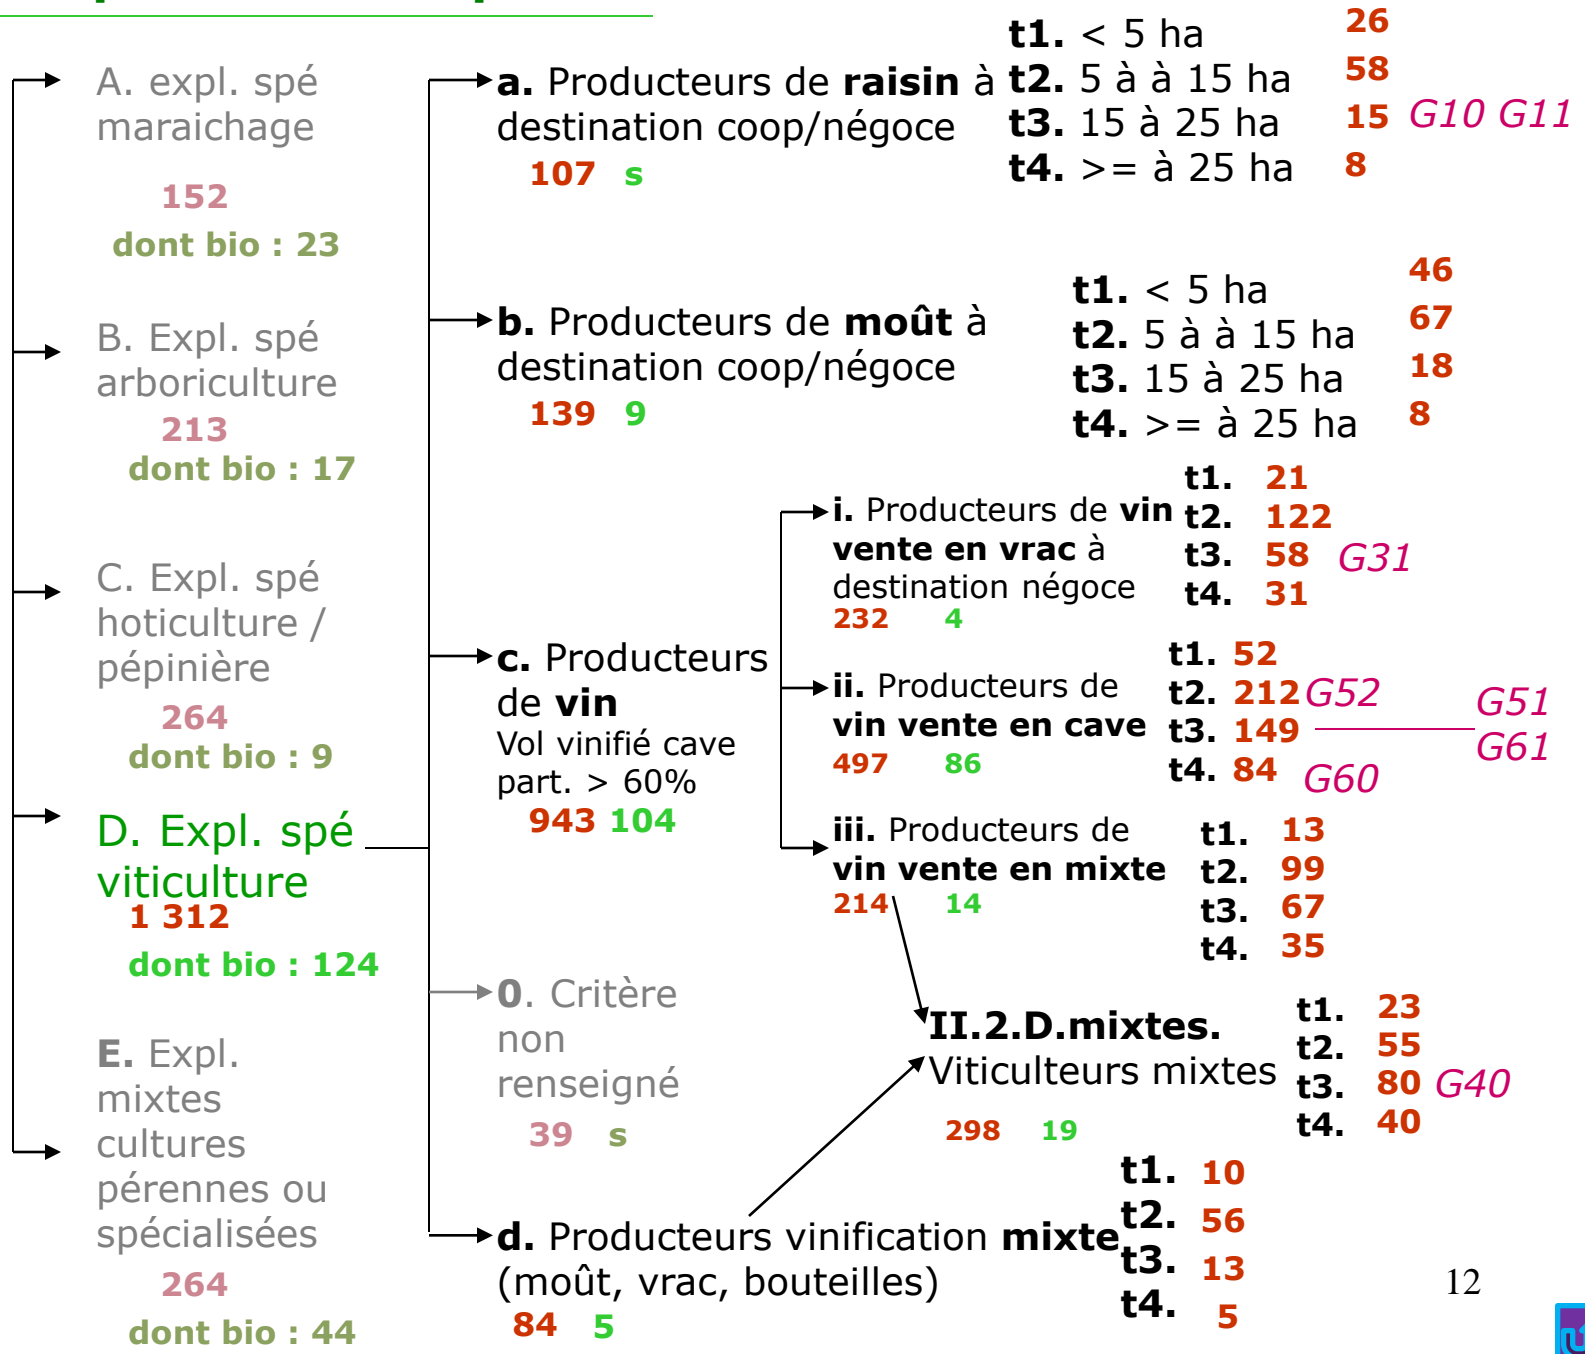 A. expl. spé
maraichage
152
dont bio : 23
B. Expl. spé
arboriculture
213
dont bio : 17
C. Expl. spé
hoticulture /
pépinière
264
dont bio : 9
D. Expl. spé
viticulture
1 312
dont bio : 124
E. Expl.
mixtes
cultures
pérennes ou
spécialisées
264
dont bio : 44
a. Producteurs de raisin à
destination coop/négoce
107 s
t1. < 5 ha 26
t2. 5 à à 15 ha 58
t3. 15 à 25 ha 15 G10 G11
t4. >= à 25 ha 8
b. Producteurs de moût à
destination coop/négoce
139 9
t1. < 5 ha 46
t2. 5 à à 15 ha 67
t3. 15 à 25 ha 18
t4. >= à 25 ha 8
c. Producteurs
de vin
Vol vinifié cave
part. > 60%
943 104
i. Producteurs de vin
vente en vrac à
destination négoce
232 4
t1. 21
t2. 122
t3. 58 G31
t4. 31
ii. Producteurs de
vin vente en cave
497 86
t1. 52
t2. 212 G52
t3. 149 G51
G61
t4. 84 G60
iii. Producteurs de
vin vente en mixte
214 14
t1. 13
t2. 99
t3. 67
t4. 35
0. Critère
non
renseigné
39 s
II.2.D.mixtes.
Viticulteurs mixtes
298 19
t1. 23
t2. 55
t3. 80 G40
t4. 40
d. Producteurs vinification mixte
(moût, vrac, bouteilles)
84 5
t1. 10
t2. 56
t3. 13
t4. 5
12